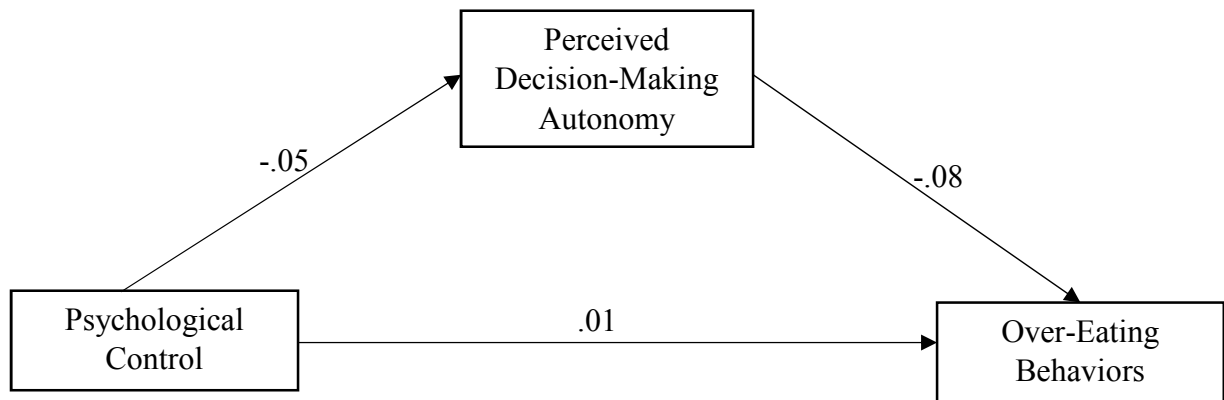 Perceived
Decision-Making
Autonomy
-.05
-.08
Psychological
Control
.01
Over-Eating
Behaviors